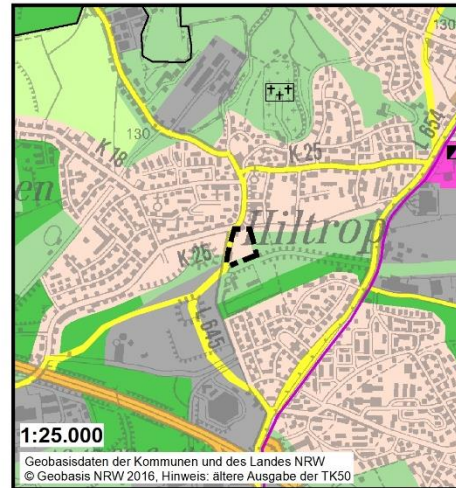 130
L 654
K 18
130
K 25
en
Hiltrop
K 25
L 645
1:25.000
Geobasisdaten der Kommunen und des Landes NRW
© Geobasis NRW 2016, Hinweis: ältere Ausgabe der TK50